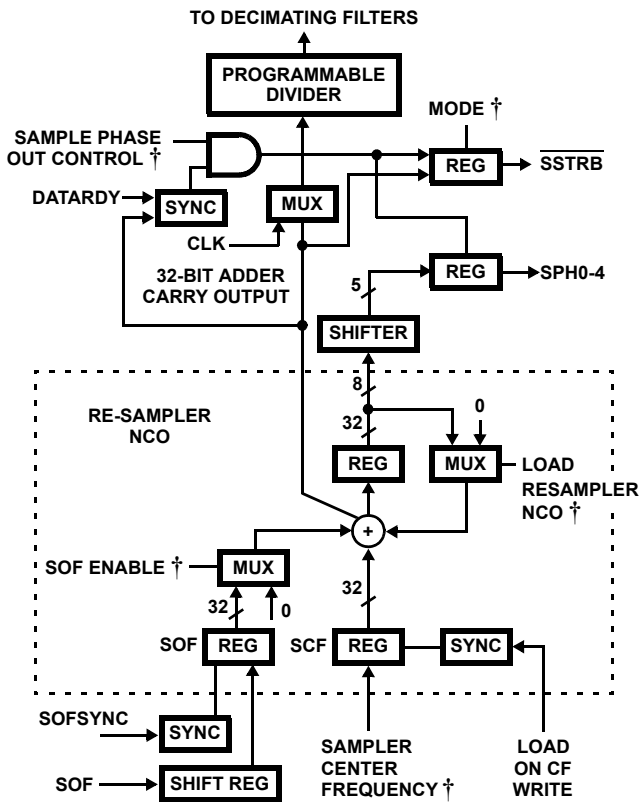 TO DECIMATING FILTERS
PROGRAMMABLE
DIVIDER
MODE †
SAMPLE PHASE
OUT CONTROL †
REG
SSTRB
DATARDY
SYNC
MUX
CLK
32-BIT ADDER
CARRY OUTPUT
5
REG
SPH0-4
SHIFTER
8
RE-SAMPLER
NCO
0
32
REG
MUX
LOAD
RESAMPLER
NCO †
+
SOF ENABLE †
MUX
32
0
32
SOF
REG
SCF
REG
SYNC
SOFSYNC
SYNC
SOF
SHIFT REG
SAMPLER
CENTER
FREQUENCY †
LOAD
ON CF
WRITE